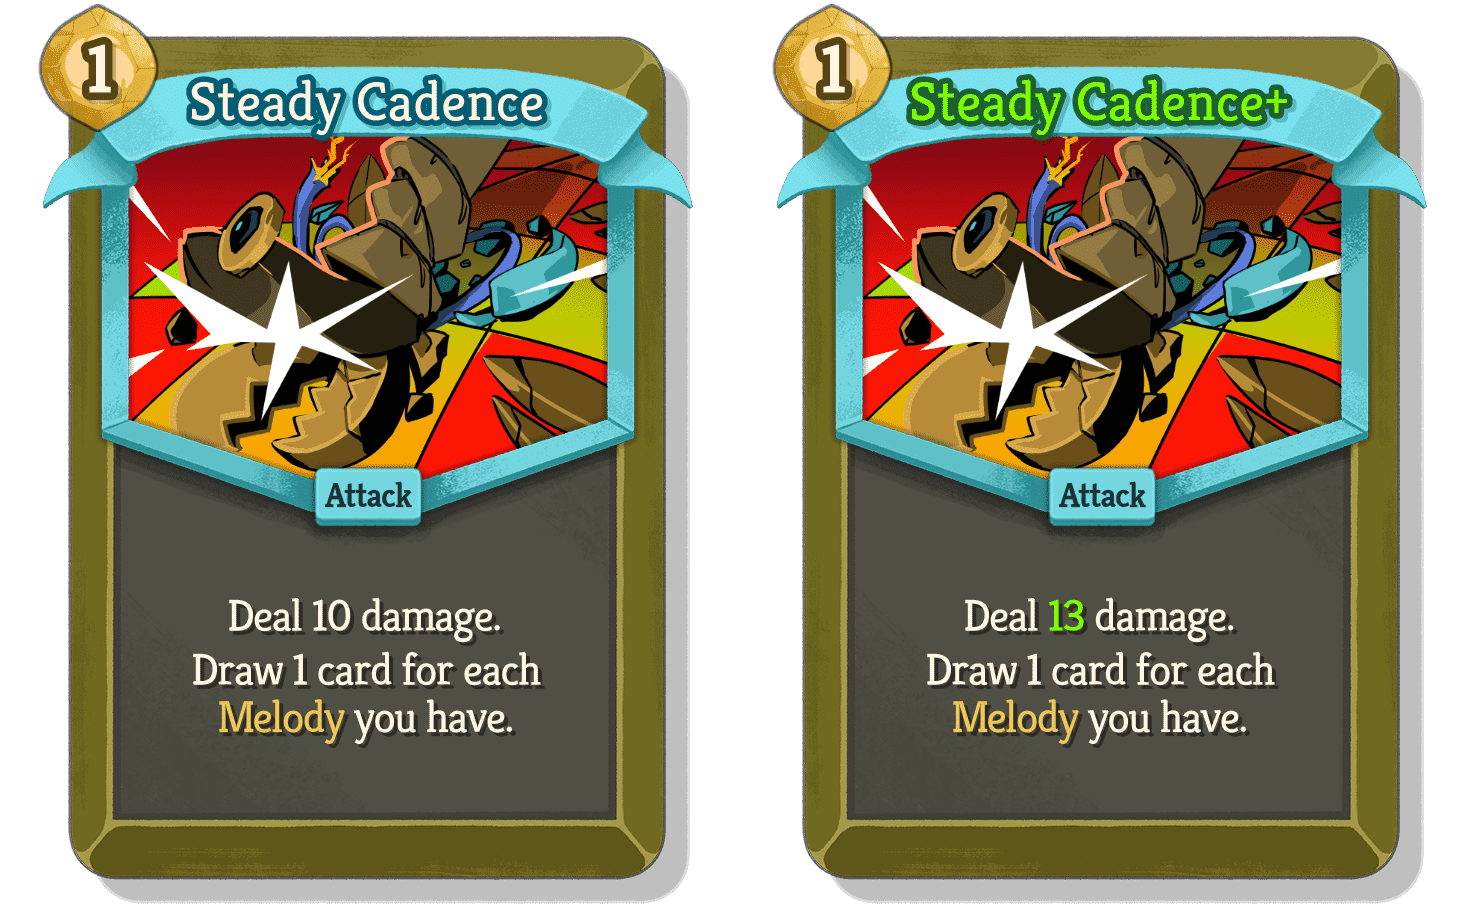 1
Steady Cadence
Attack
Deal 10 damage.
Draw 1 card for each
Melody you have.
1
Steady Cadence+
Attack
Deal 13 damage.
Draw 1 card for each
Melody you have.